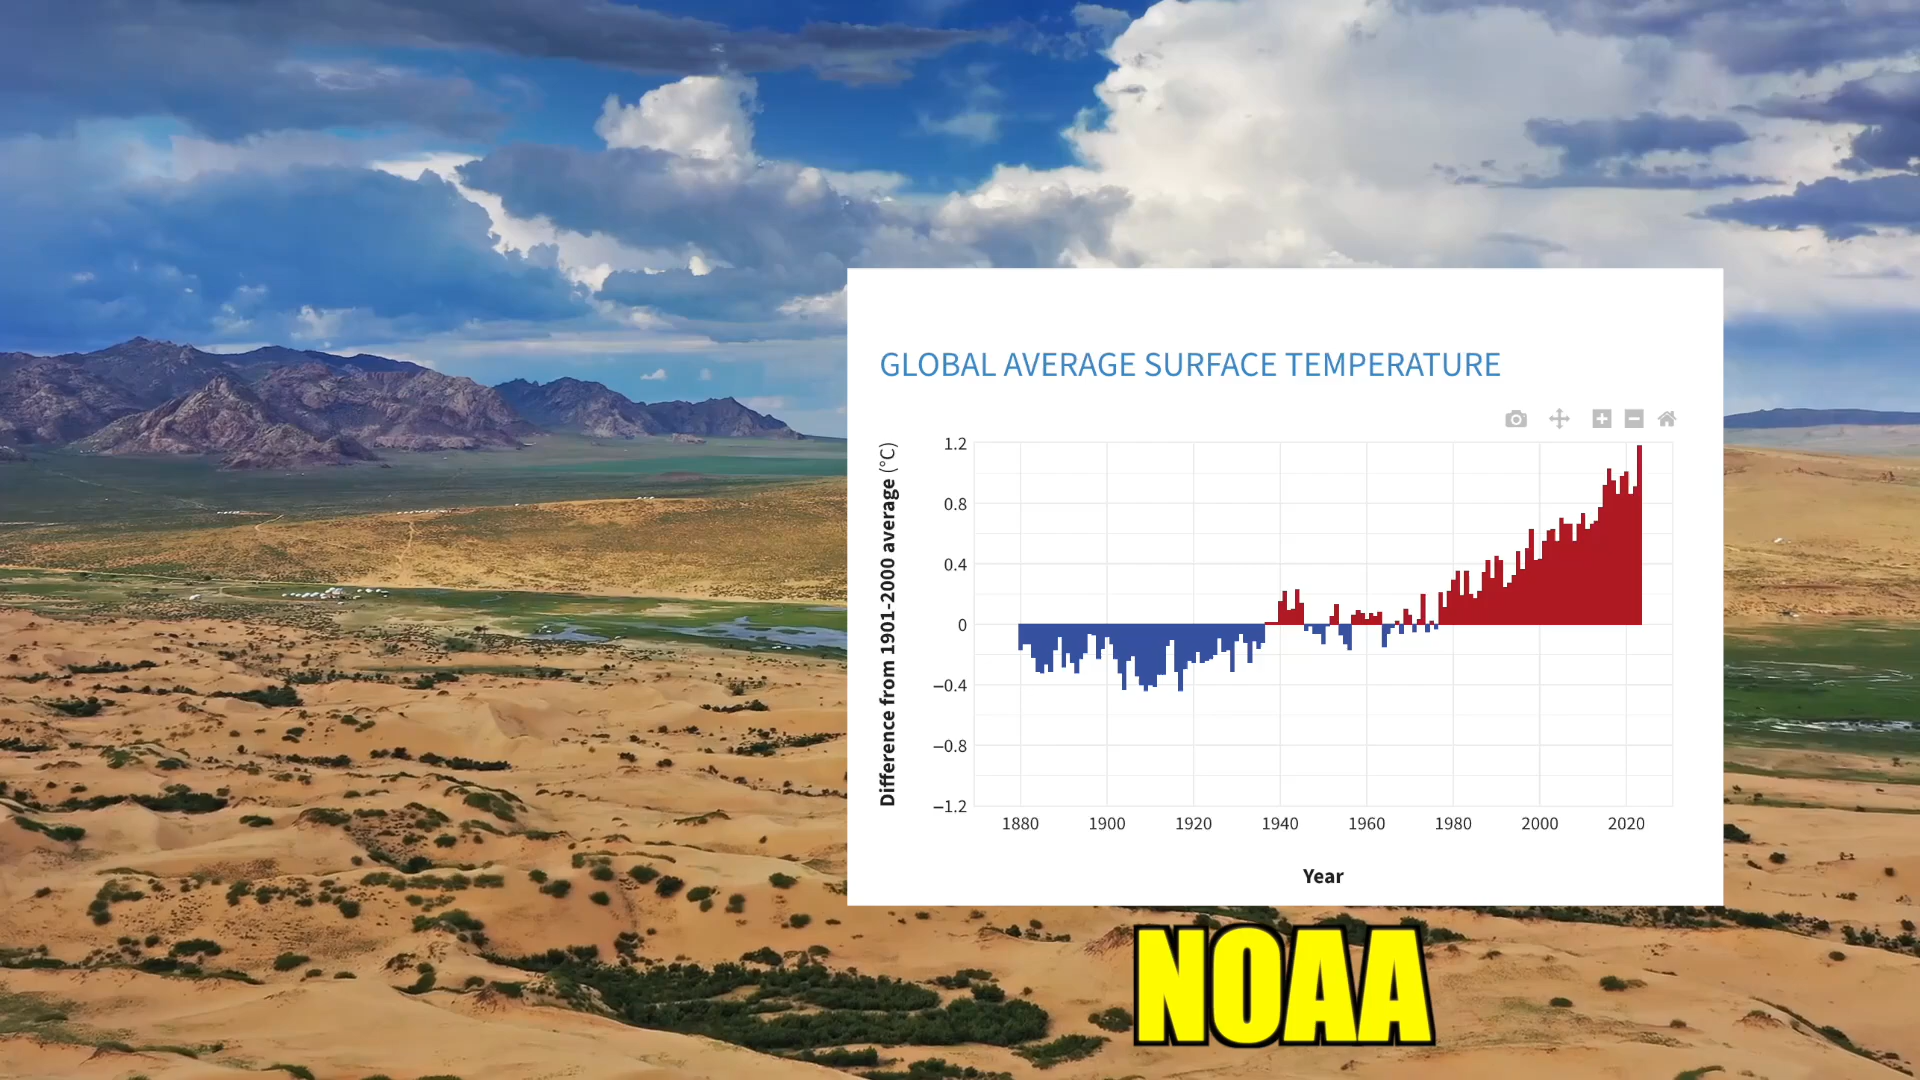 GLOBAL AVERAGE SURFACE TEMPERATURE
Difference from 1901-2000 average (°C)
1.2
0.8
0.4
0
−0.4
−0.8
−1.2
1880 1900 1920 1940 1960 1980 2000 2020
Year
NOAA